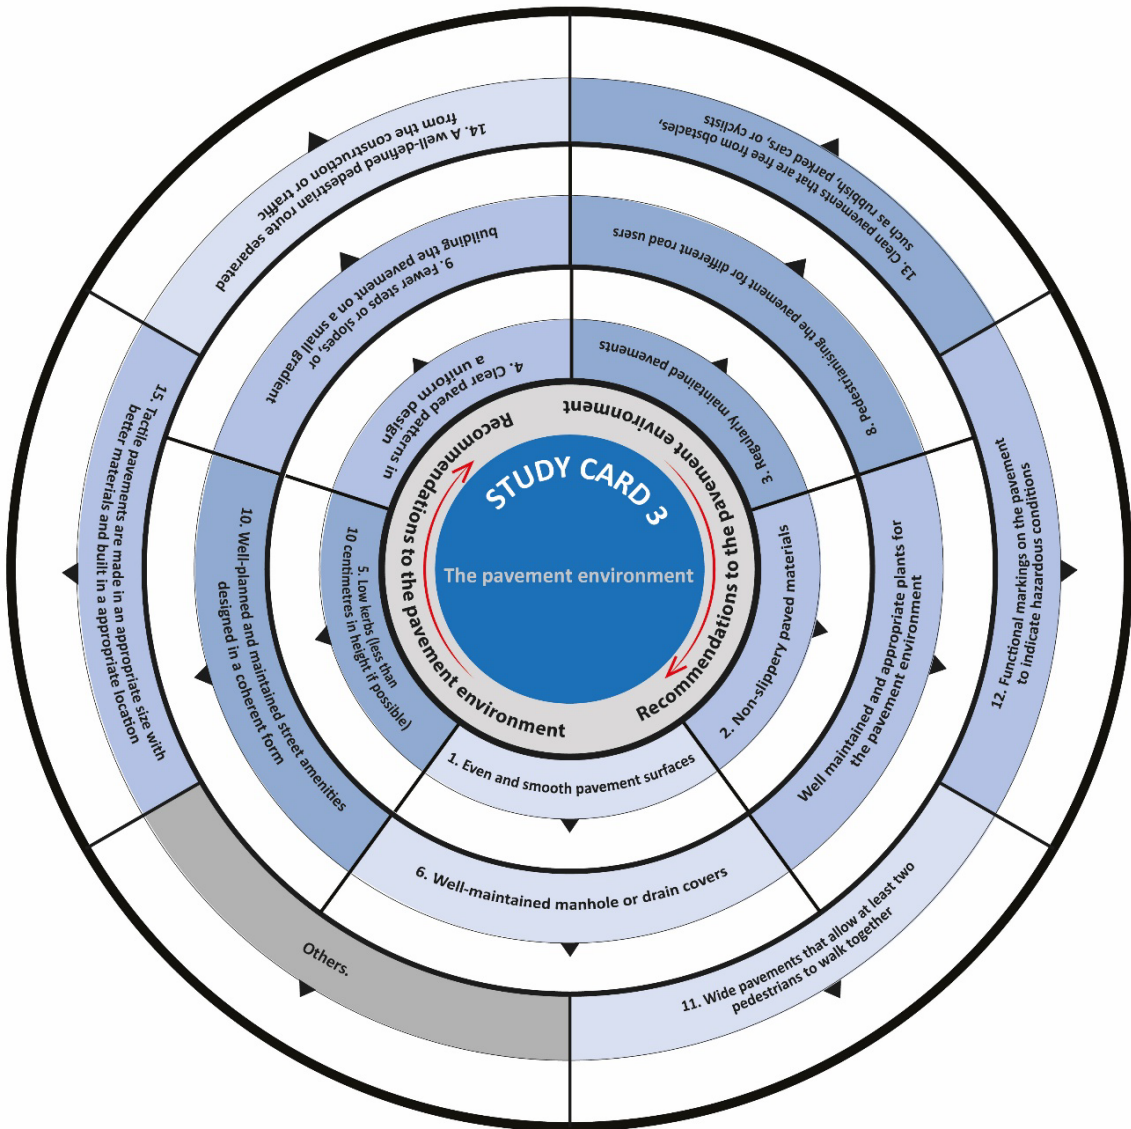 STUDY CARD 3
The pavement environment
Recommendations to the pavement environment
Recommendations to the pavement environment
1. Even and smooth pavement surfaces
2. Non-slippery paved materials
3. Regularly maintained pavements
4. Clear paved patterns in
a uniform design
5. Low kerbs (less than
10 centimetres in height if possible)
6. Well-maintained manhole or drain covers
Well maintained and appropriate plants for
the pavement environment
8. Pedestrianising the pavement for different road users
9. Fewer steps or slopes, or
building the pavement on a small gradient
10. Well-planned and maintained street amenities
designed in a coherent form
11. Wide pavements that allow at least two
pedestrians to walk together
12. Functional markings on the pavement
to indicate hazardous conditions
13. Clean pavements that are free from obstacles,
such as rubbish, parked cars, or cyclists
14. A well-defined pedestrian route separated
from the construction or traffic
15. Tactile pavements are made in an appropriate size with
better materials and built in a appropriate location
Others.